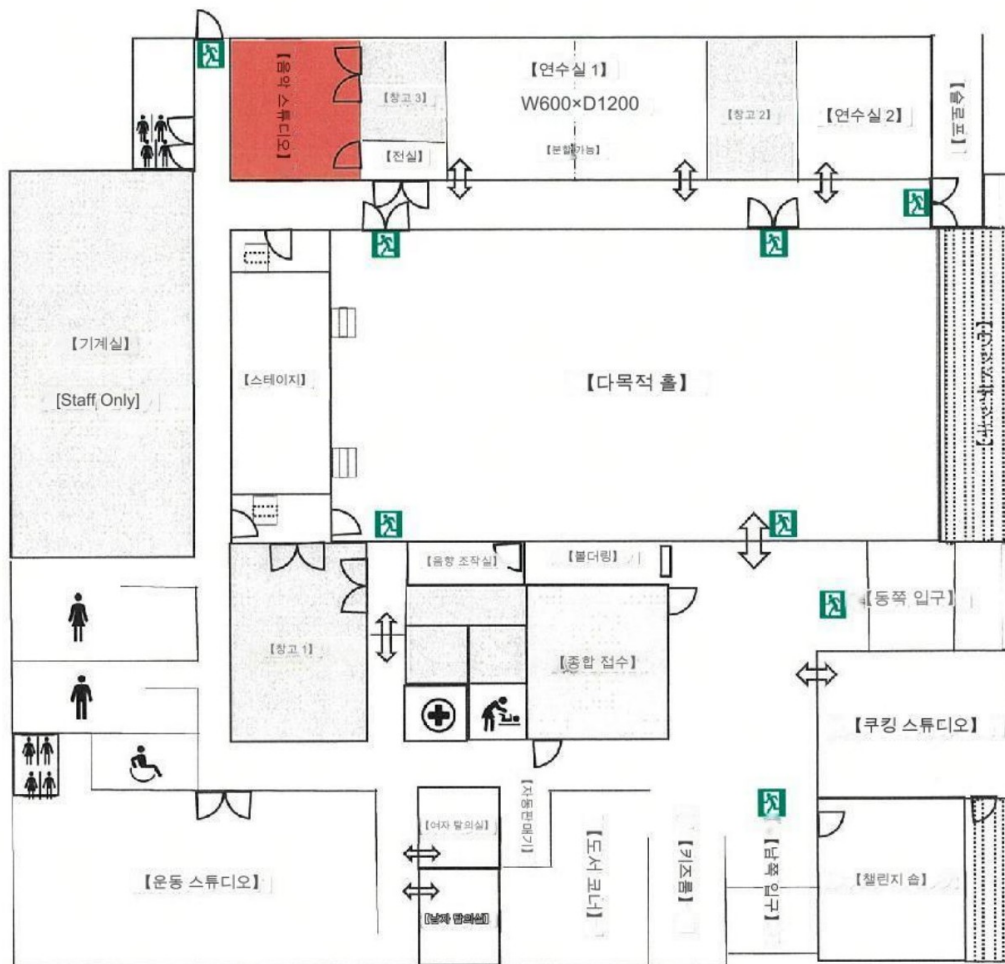 【음악 스튜디오】
【창고 3】
【전실】
【연수실 1】
W600×D1200
【분할 가능】
【창고 2】
【연수실 2】
【슬로프】
【기계실】
[Staff Only]
【스테이지】
【다목적 홀】
【음향 조작실】
【볼더링】
【동쪽 입구】
【창고 1】
【종합 접수】
【쿠킹 스튜디오】
【여자 탈의실】
【자동판매기】
【도서 코너】
【키즈룸】
【남쪽 입구】
【챌린지 숍】
【운동 스튜디오】
【남자 탈의실】